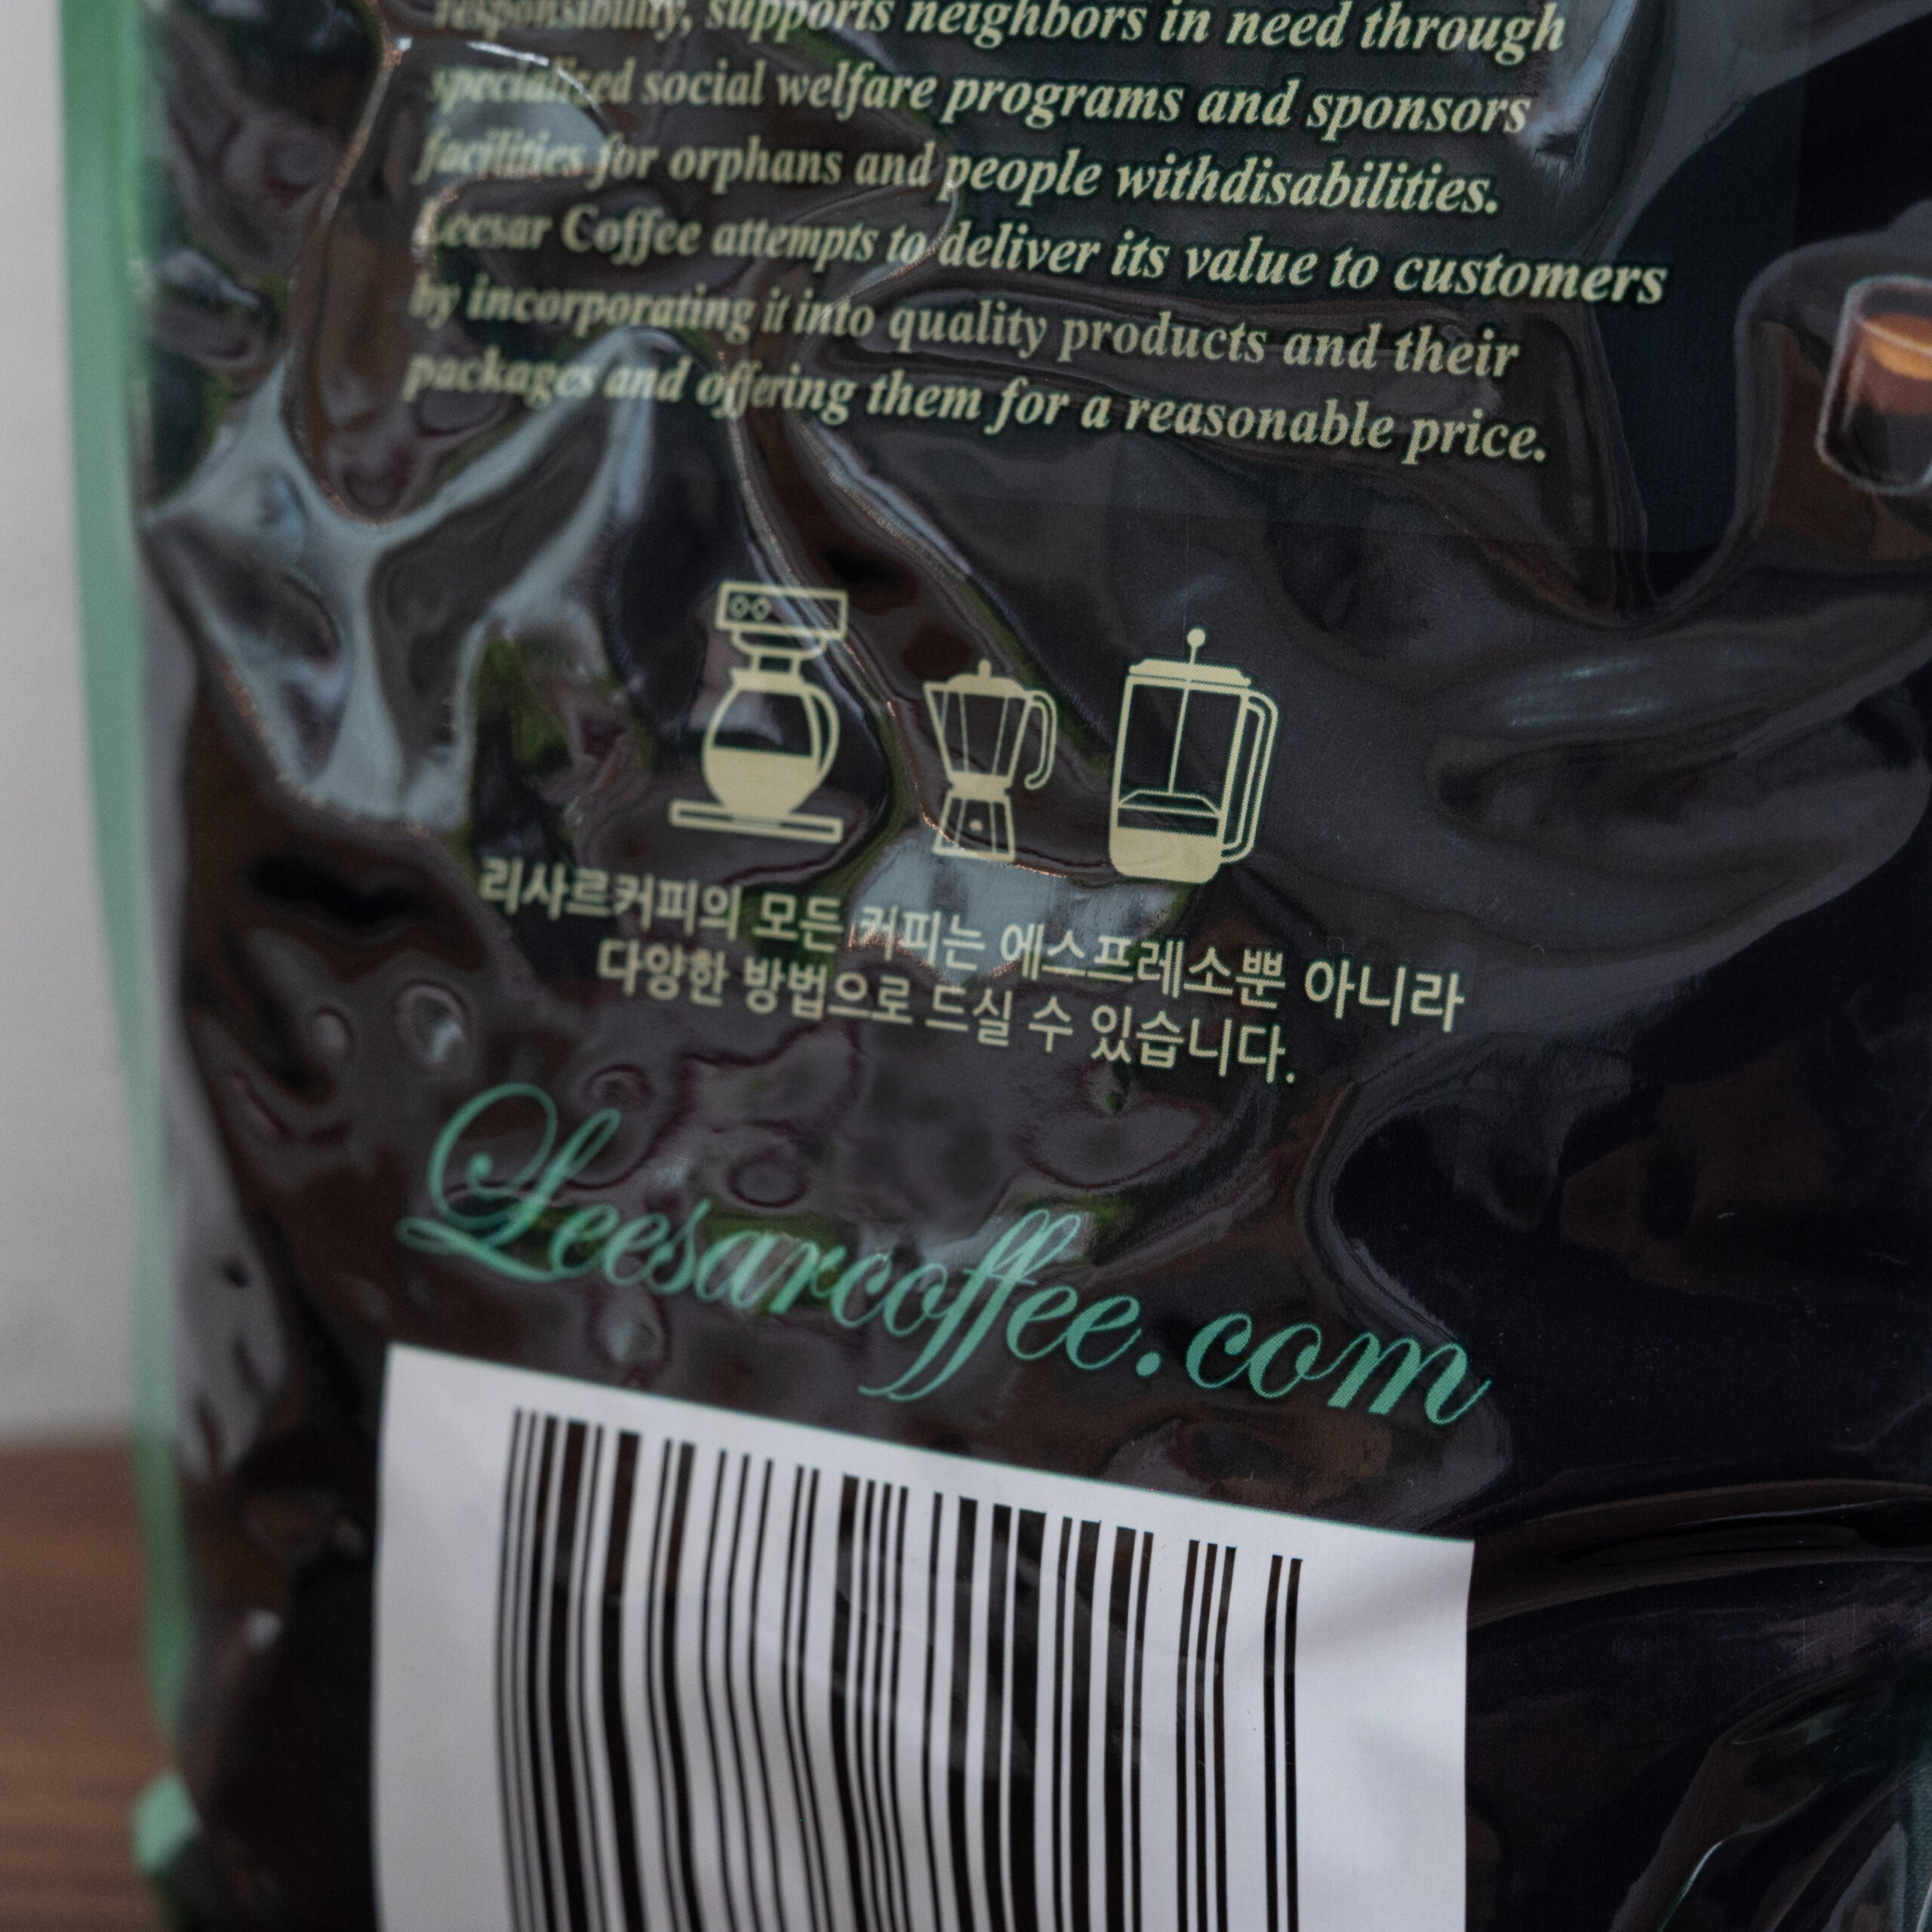 responsibility, supports neighbors in need through
specialized social welfare programs and sponsors
facilities for orphans and people withdisabilities.
Leesar Coffee attempts to deliver its value to customers
by incorporating it into quality products and their
packages and offering them for a reasonable price.
리사르커피의 모든 커피는 에스프레소뿐 아니라
다양한 방법으로 드실 수 있습니다.
Leesarcoffee.com